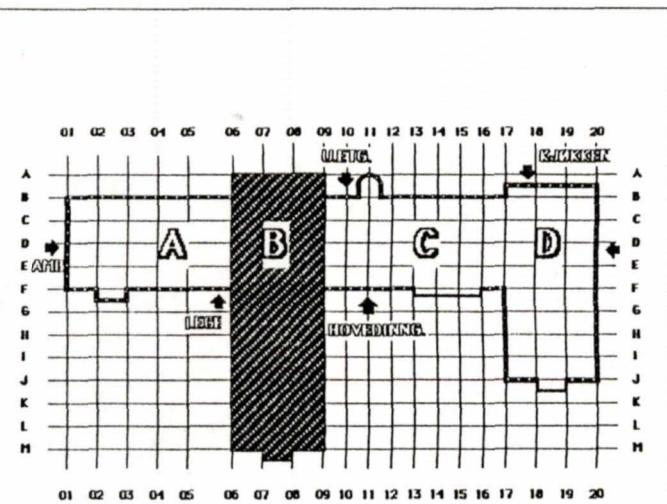 01 02 03 04 05 06 07 08 09 10 11 12 13 14 15 16 17 18 19 20
U.ETG. KJØKKEN
A A
B B
C C
A B C D
D D
E E
F F
G G
LEGE HOVEDINNG.
H H
I I
J J
K K
L L
M M
01 02 03 04 05 06 07 08 09 10 11 12 13 14 15 16 17 18 19 20